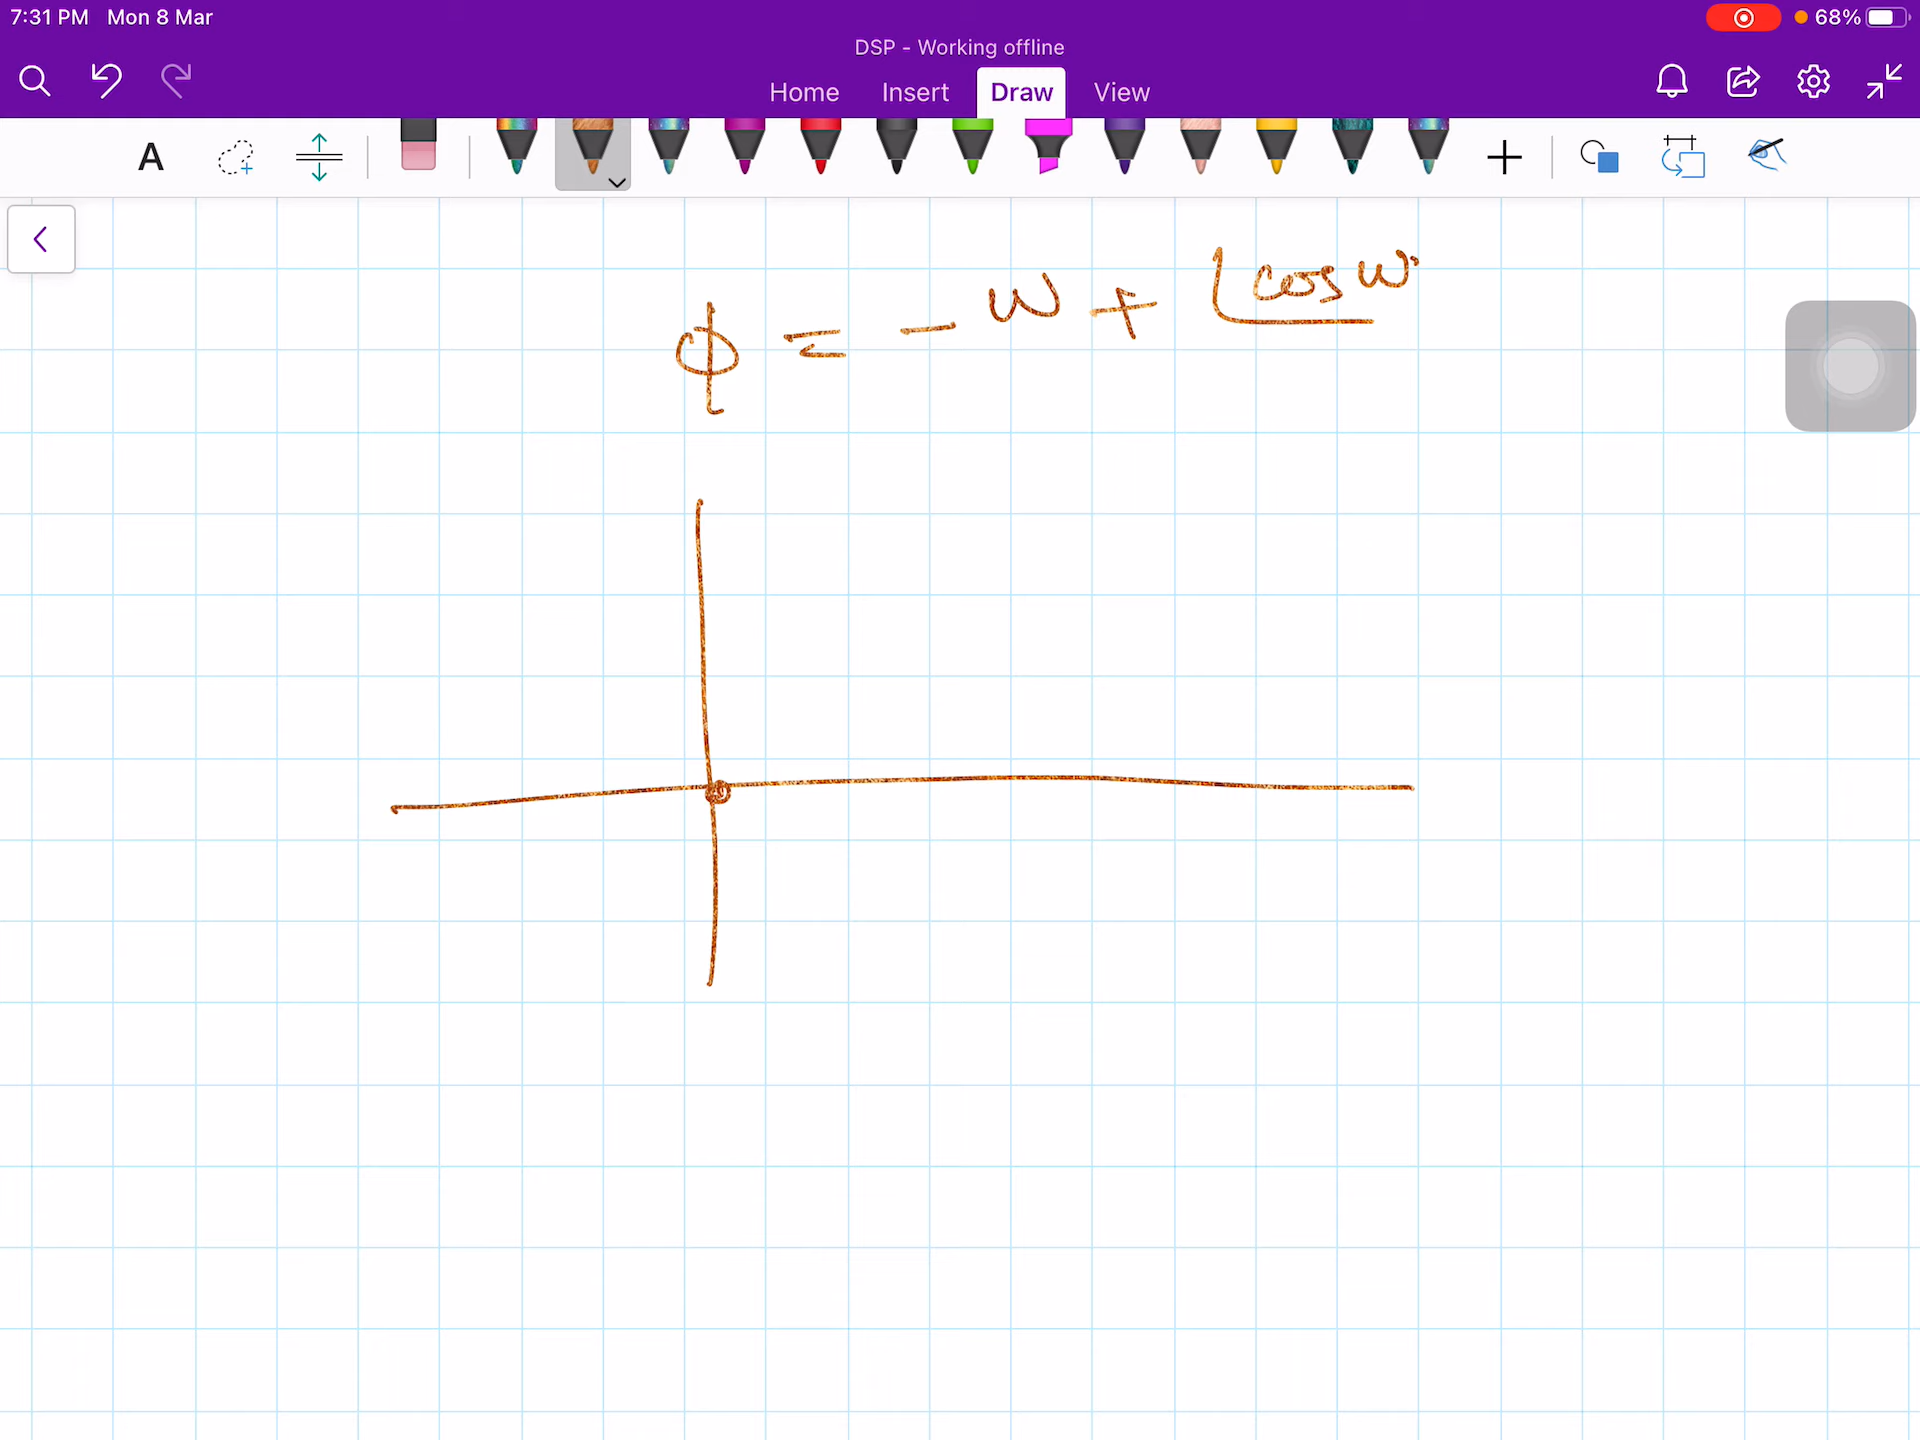 7:31 PM Mon 8 Mar
68%
DSP - Working offline
Home Insert Draw View
A
ϕ = - ω + ∠cos ω